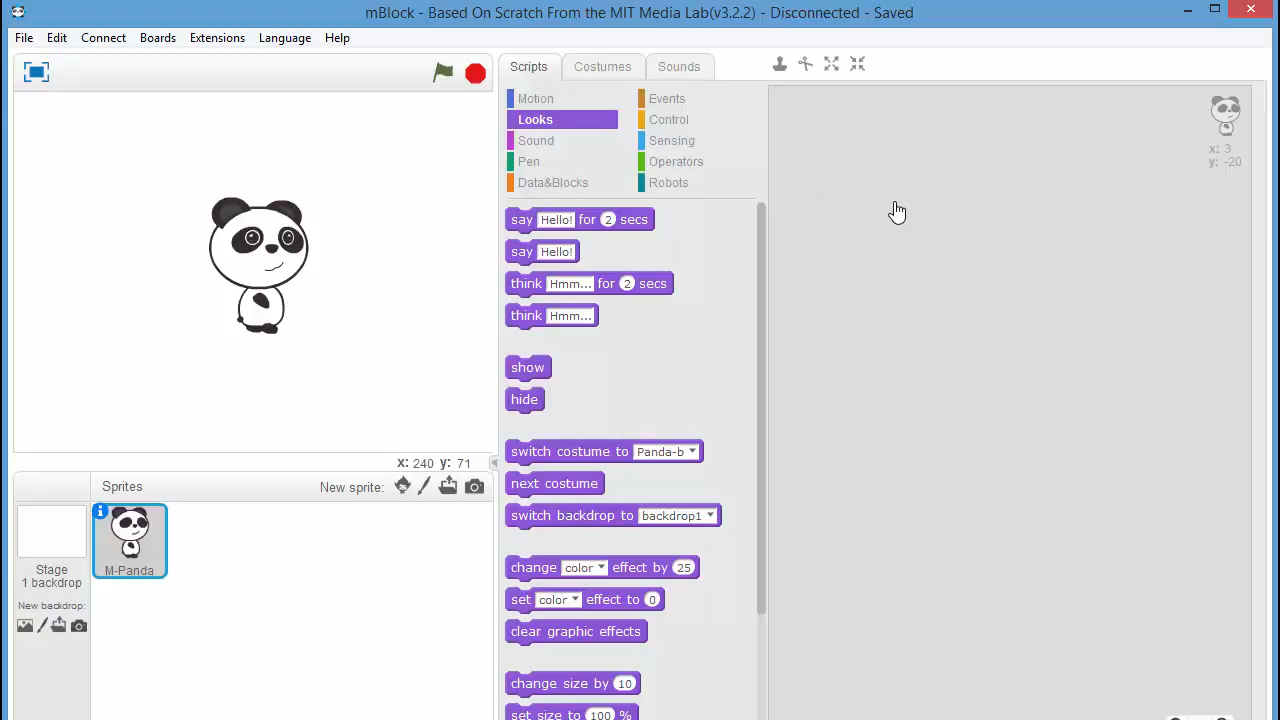 mBlock - Based On Scratch From the MIT Media Lab(v3.2.2) - Disconnected - Saved
File Edit Connect Boards Extensions Language Help
Scripts Costumes Sounds
Motion Events
Looks Control
Sound Sensing
Pen Operators
Data&Blocks Robots
x: 3
y: -20
say Hello! for 2 secs
say Hello!
think Hmm... for 2 secs
think Hmm...
show
hide
switch costume to Panda-b
next costume
switch backdrop to backdrop1
change color effect by 25
set color effect to 0
clear graphic effects
change size by 10
set size to 100 %
x: 240 y: 71
Sprites New sprite:
M-Panda
Stage
1 backdrop
New backdrop: